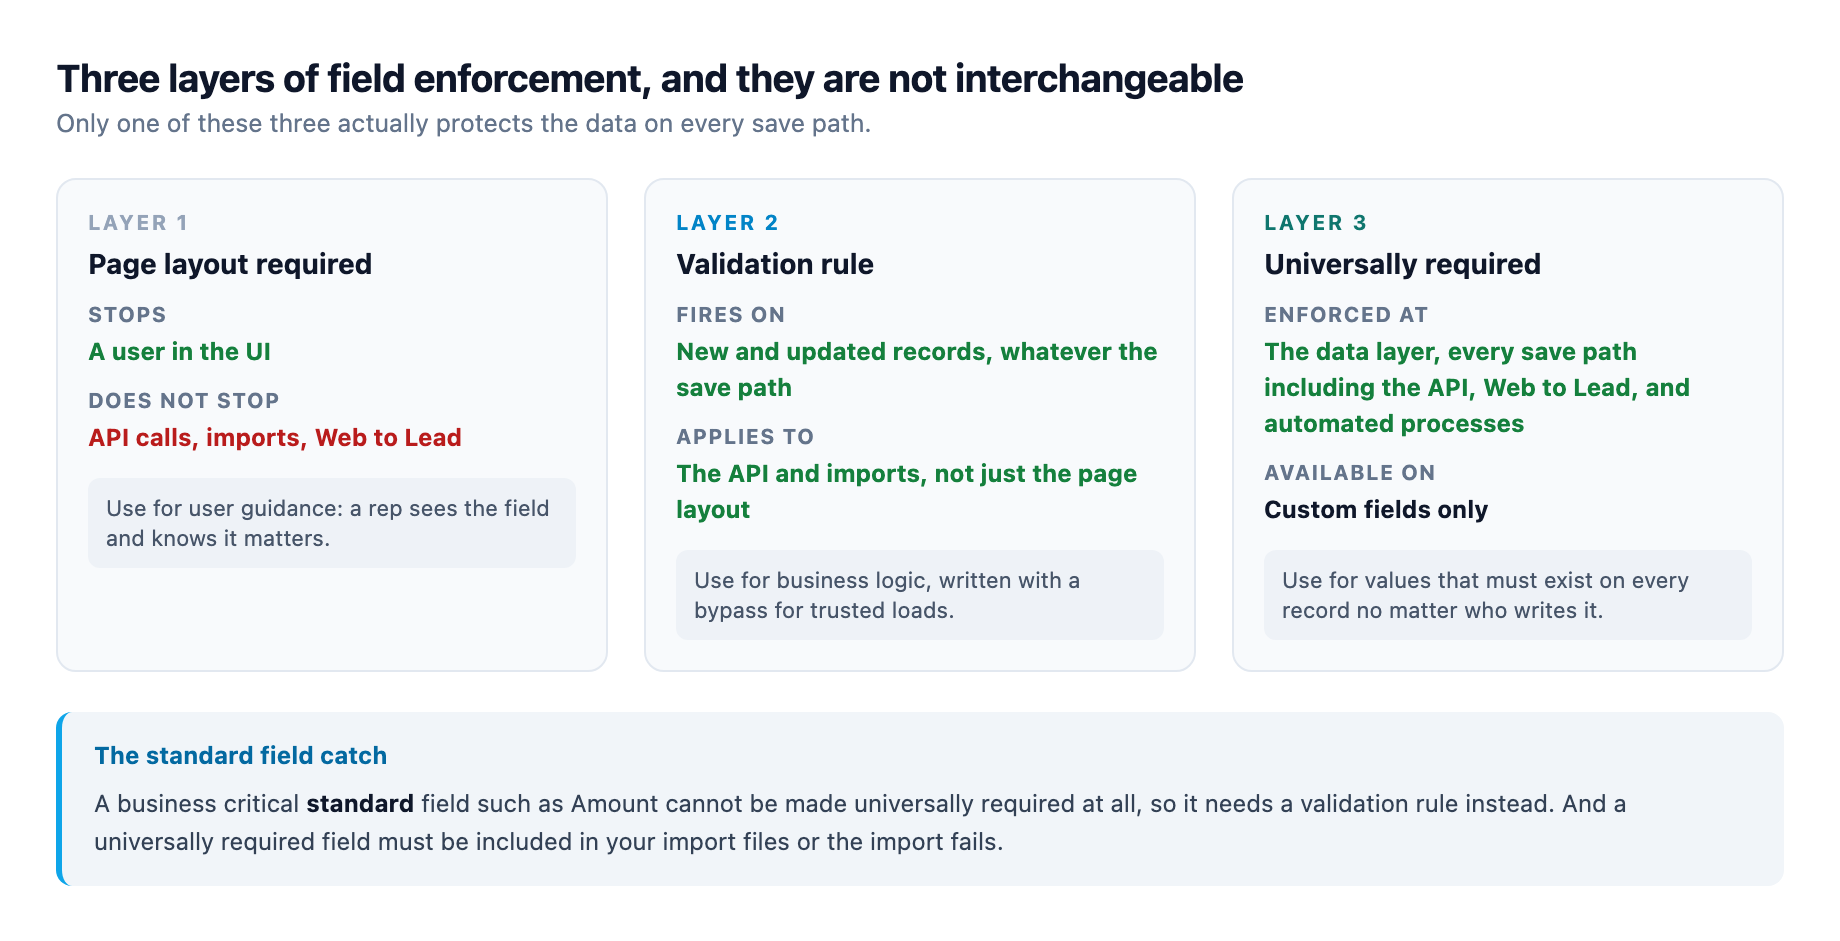 Three layers of field enforcement, and they are not interchangeable
Only one of these three actually protects the data on every save path.
LAYER 1
Page layout required
STOPS
A user in the UI
DOES NOT STOP
API calls, imports, Web to Lead
Use for user guidance: a rep sees the field
and knows it matters.
LAYER 2
Validation rule
FIRES ON
New and updated records, whatever the
save path
APPLIES TO
The API and imports, not just the page
layout
Use for business logic, written with a
bypass for trusted loads.
LAYER 3
Universally required
ENFORCED AT
The data layer, every save path
including the API, Web to Lead, and
automated processes
AVAILABLE ON
Custom fields only
Use for values that must exist on every
record no matter who writes it.
The standard field catch
A business critical standard field such as Amount cannot be made universally required at all, so it needs a validation rule instead. And a
universally required field must be included in your import files or the import fails.